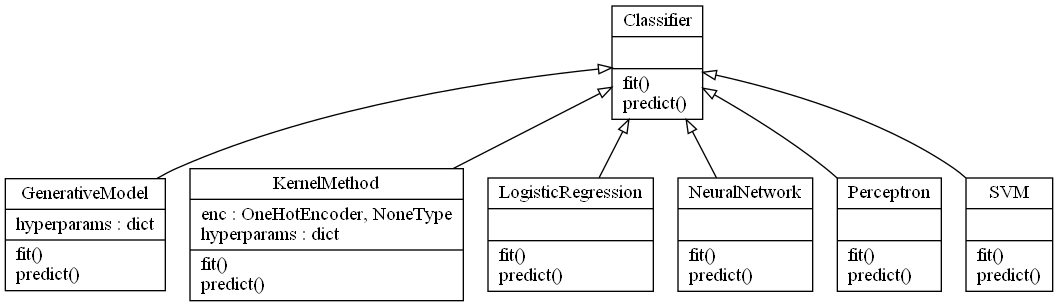 Classifier
fit()
predict()
GenerativeModel
hyperparams : dict
fit()
predict()
KernelMethod
enc : OneHotEncoder, NoneType
hyperparams : dict
fit()
predict()
LogisticRegression
fit()
predict()
NeuralNetwork
fit()
predict()
Perceptron
fit()
predict()
SVM
fit()
predict()